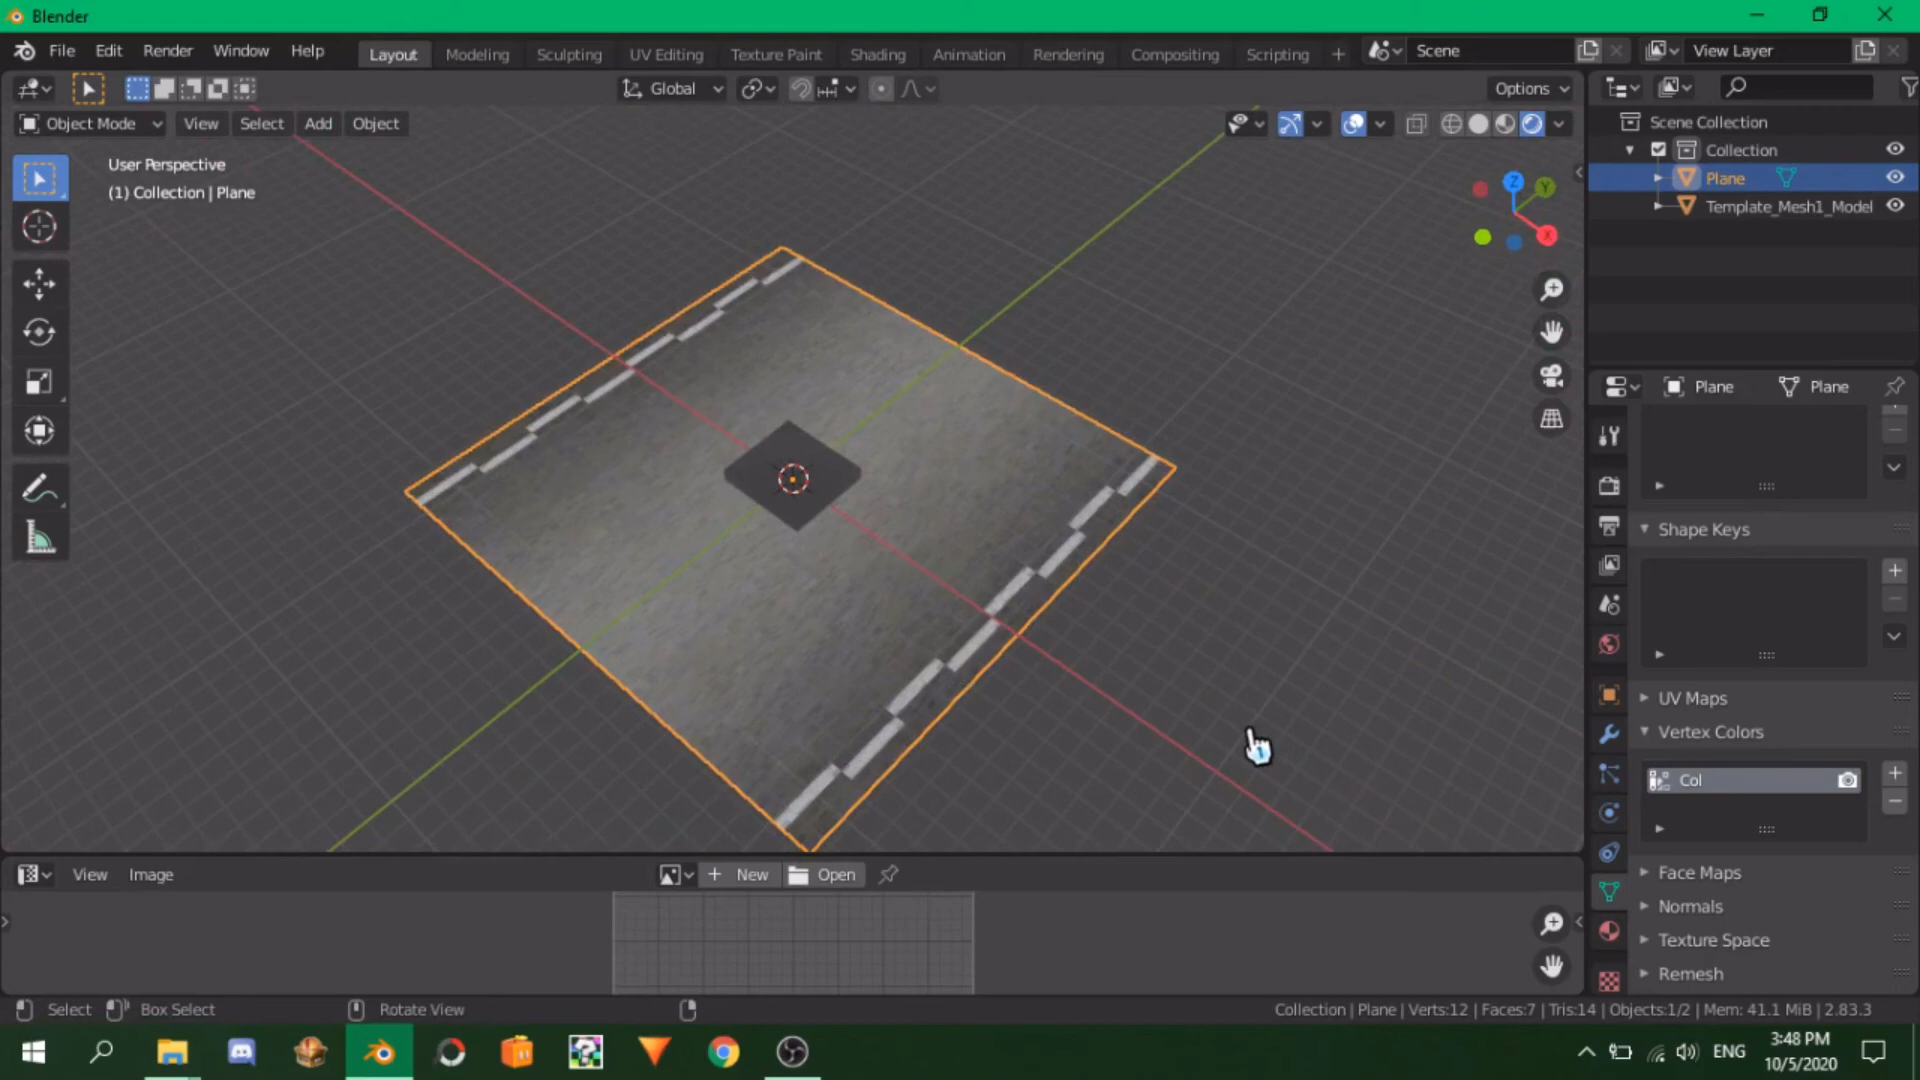 Blender
File Edit Render Window Help Layout Modeling Sculpting UV Editing Texture Paint Shading Animation Rendering Compositing Scripting + Scene View Layer
Global Options
Object Mode View Select Add Object
User Perspective
(1) Collection | Plane
Z Y X
Scene Collection
Collection
Plane
Template_Mesh1_Model
Plane Plane
Shape Keys
UV Maps
Vertex Colors
Col
Face Maps
Normals
Texture Space
Remesh
View Image + New Open
Select Box Select Rotate View Collection | Plane | Verts:12 | Faces:7 | Tris:14 | Objects:1/2 | Mem: 41.1 MiB | 2.83.3
ENG 3:48 PM
10/5/2020